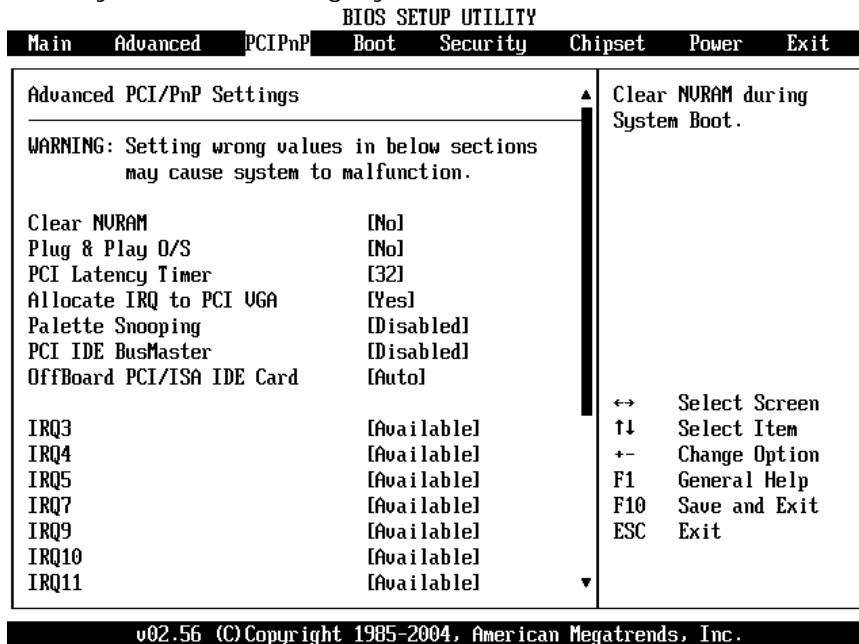 BIOS SETUP UTILITY
Main Advanced PCIPnP Boot Security Chipset Power Exit
Advanced PCI/PnP Settings
WARNING: Setting wrong values in below sections
may cause system to malfunction.
Clear NVRAM [No]
Plug & Play O/S [No]
PCI Latency Timer [32]
Allocate IRQ to PCI VGA [Yes]
Palette Snooping [Disabled]
PCI IDE BusMaster [Disabled]
OffBoard PCI/ISA IDE Card [Auto]
IRQ3 [Available]
IRQ4 [Available]
IRQ5 [Available]
IRQ7 [Available]
IRQ9 [Available]
IRQ10 [Available]
IRQ11 [Available]
Clear NVRAM during
System Boot.
↔ Select Screen
↑↓ Select Item
+- Change Option
F1 General Help
F10 Save and Exit
ESC Exit
v02.56 (C)Copyright 1985-2004, American Megatrends, Inc.